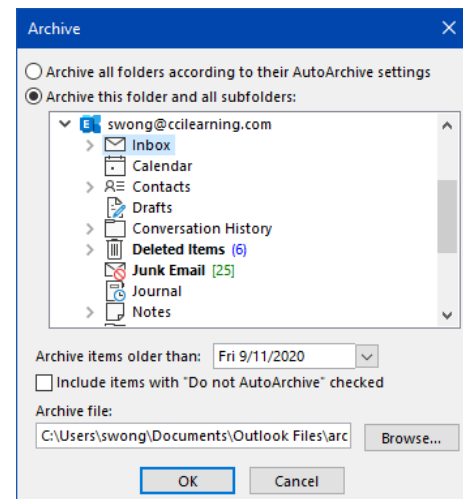 Archive
Archive all folders according to their AutoArchive settings
Archive this folder and all subfolders:
swong@ccilearning.com
Inbox
Calendar
Contacts
Drafts
Conversation History
Deleted Items (6)
Junk Email [25]
Journal
Notes
Archive items older than: Fri 9/11/2020
Include items with "Do not AutoArchive" checked
Archive file:
C:\Users\swong\Documents\Outlook Files\arc Browse...
OK Cancel